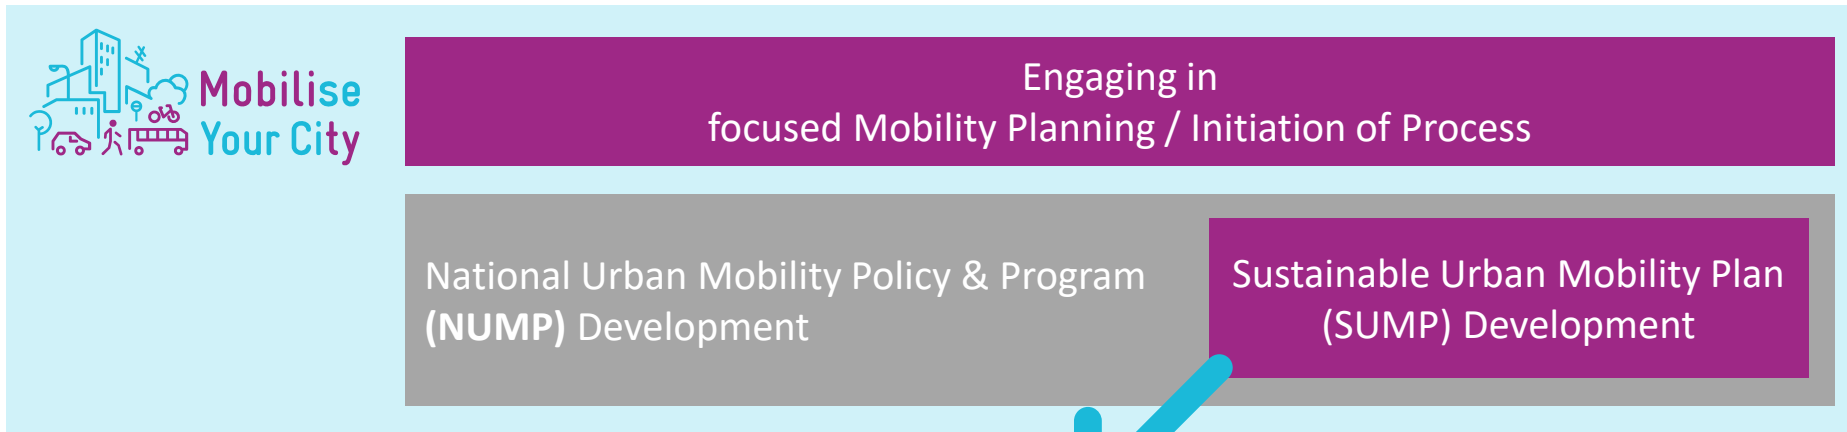 Mobilise
Your City
Engaging in
focused Mobility Planning / Initiation of Process
National Urban Mobility Policy & Program
(NUMP) Development
Sustainable Urban Mobility Plan
(SUMP) Development